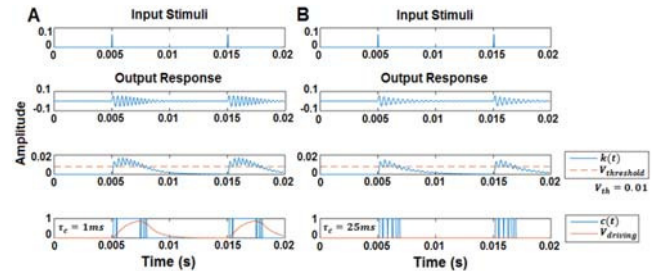 A
Input Stimuli
0.1
0
0 0.005 0.01 0.015 0.02
Output Response
0.1
-0.1
0 0.005 0.01 0.015 0.02
Amplitude
0.02
0
0 0.005 0.01 0.015 0.02
1
0
τc = 1ms
0 0.005 0.01 0.015 0.02
Time (s)
B
Input Stimuli
0.1
0
0 0.005 0.01 0.015 0.02
Output Response
0.1
-0.1
0 0.005 0.01 0.015 0.02
0.02
0
0 0.005 0.01 0.015 0.02
1
0
τc = 25ms
0 0.005 0.01 0.015 0.02
Time (s)
k(t)
Vthreshold
Vth = 0.01
c(t)
Vdriving